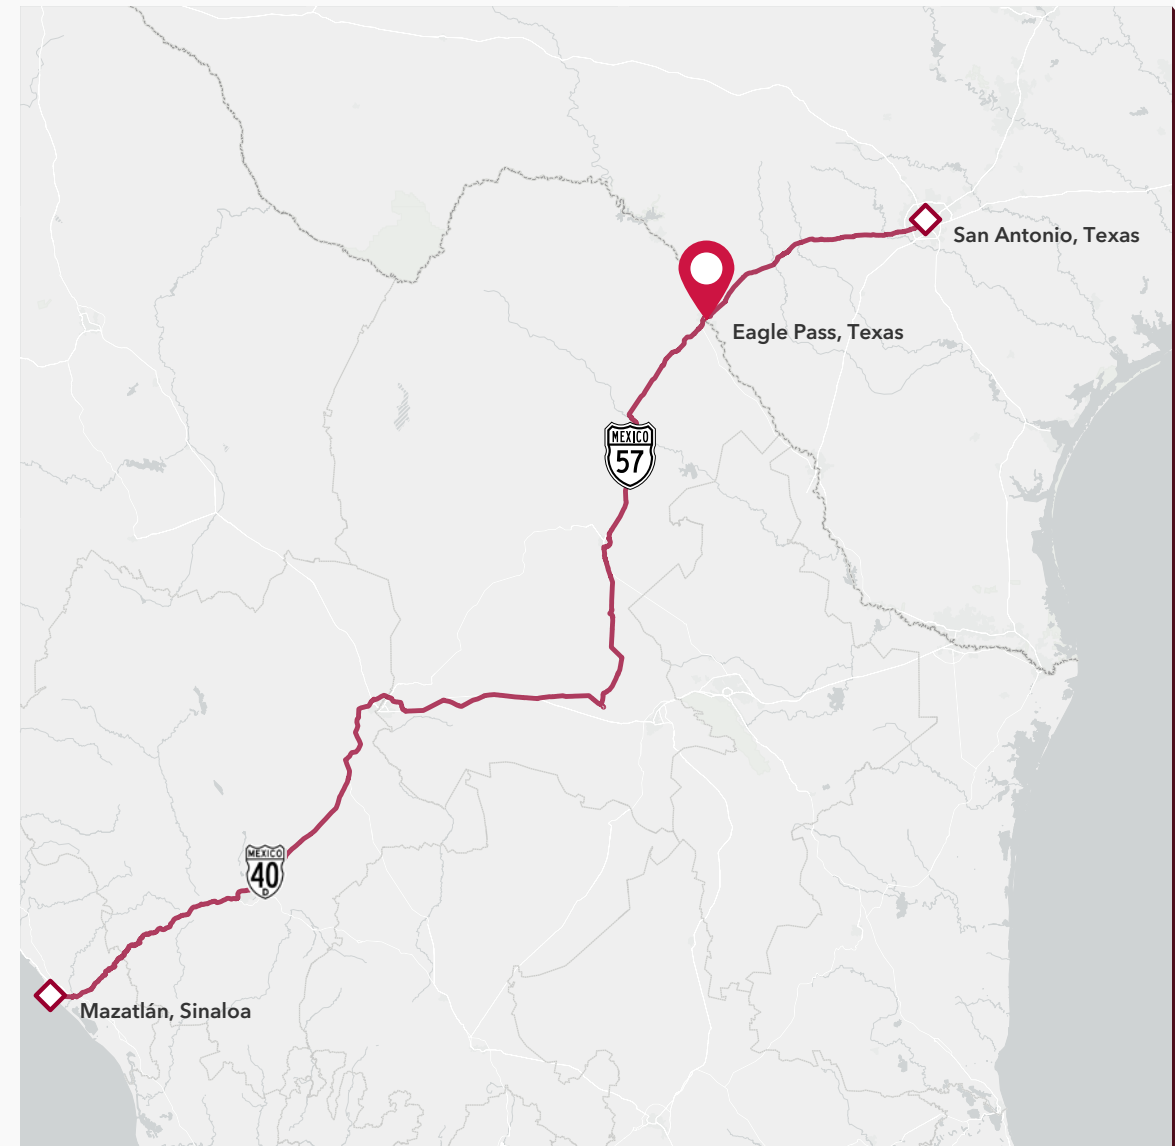 San Antonio, Texas
Eagle Pass, Texas
MEXICO
57
MEXICO
40
D
Mazatlán, Sinaloa